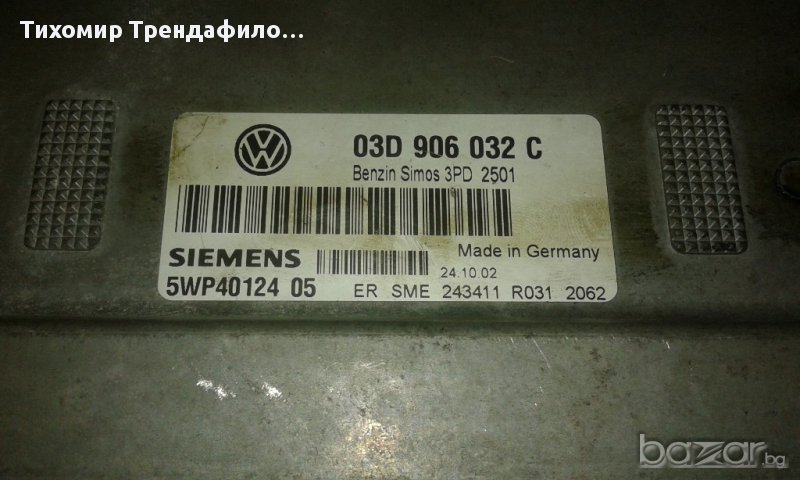 Тихомир Трендафило...
03D 906 032 C
Benzin Simos 3PD 2501
SIEMENS
Made in Germany
24.10.02
5WP40124 05
ER SME 243411 R031 2062
bazar.bg